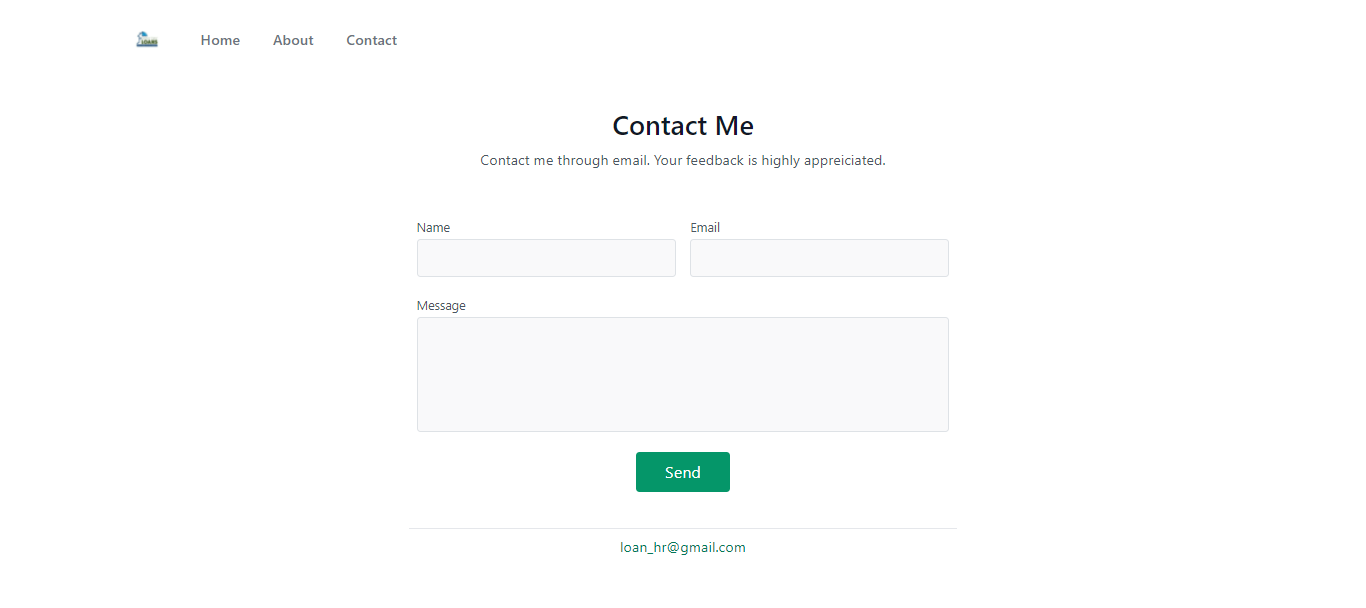 LOANS
Home
About
Contact
Contact Me
Contact me through email. Your feedback is highly appreiciated.
Name
Email
Message
Send
loan_hr@gmail.com